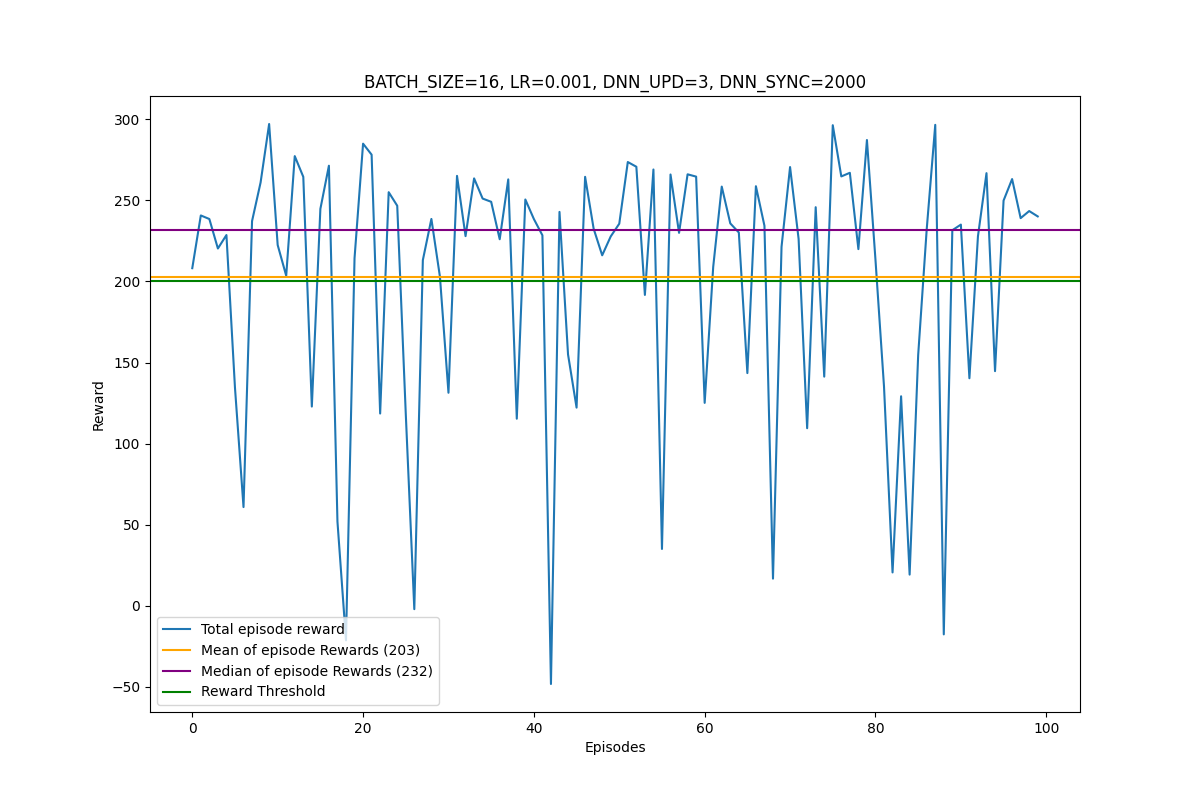 BATCH_SIZE=16, LR=0.001, DNN_UPD=3, DNN_SYNC=2000
300
250
200
150
100
50
0
−50
Reward
Total episode reward
Mean of episode Rewards (203)
Median of episode Rewards (232)
Reward Threshold
0 20 40 60 80 100
Episodes